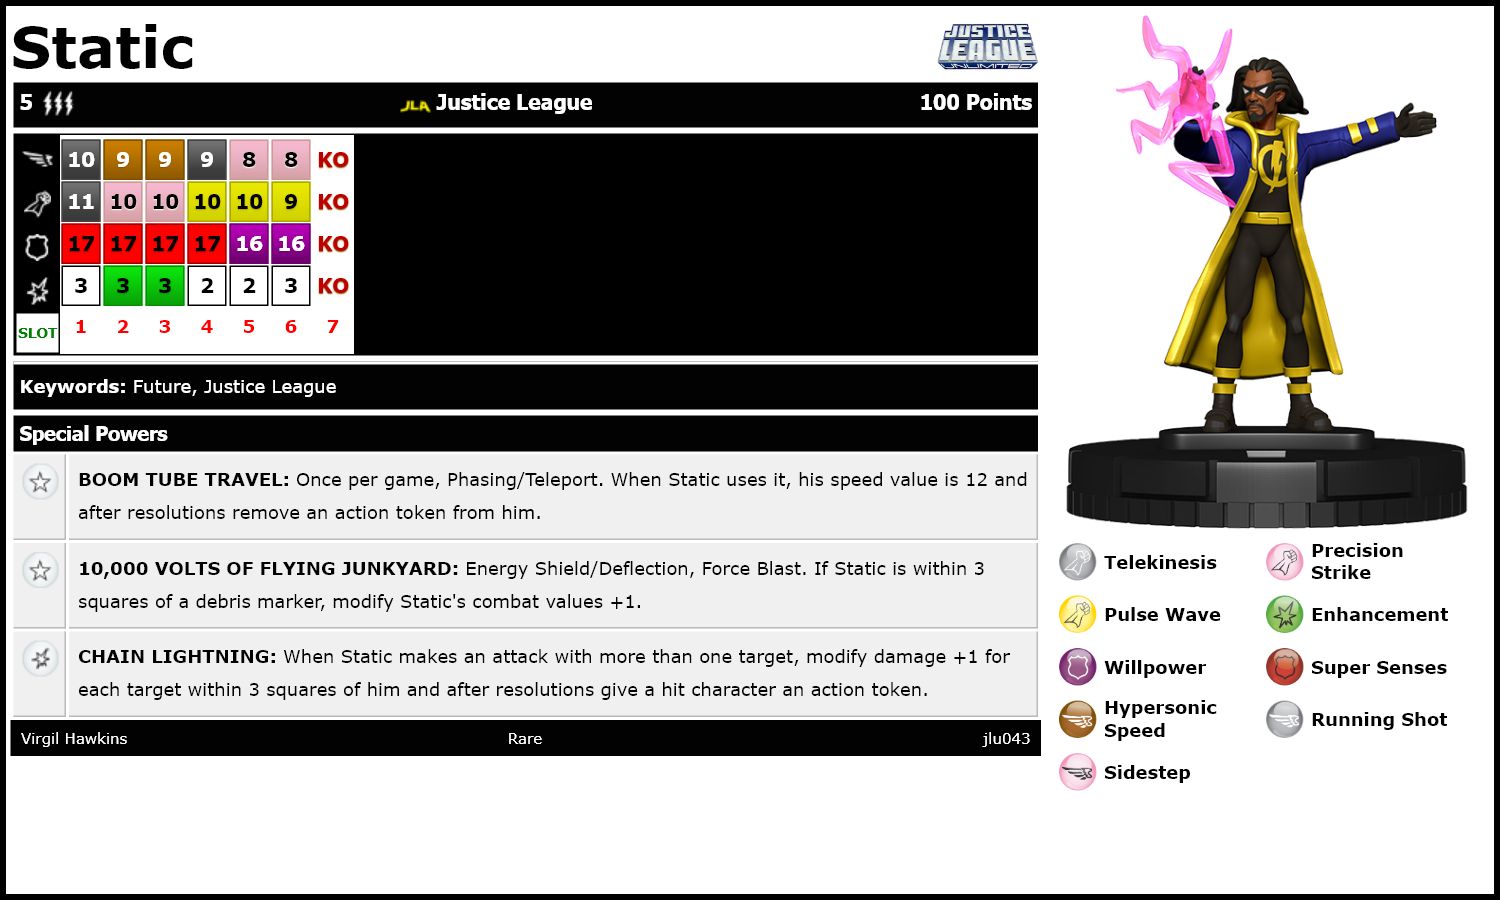 Static
JUSTICE
LEAGUE
UNLIMITED
5 JLA Justice League 100 Points
10 9 9 9 8 8 KO
11 10 10 10 10 9 KO
17 17 17 17 16 16 KO
3 3 3 2 2 3 KO
SLOT 1 2 3 4 5 6 7
Keywords: Future, Justice League
Special Powers
BOOM TUBE TRAVEL: Once per game, Phasing/Teleport. When Static uses it, his speed value is 12 and
after resolutions remove an action token from him.
10,000 VOLTS OF FLYING JUNKYARD: Energy Shield/Deflection, Force Blast. If Static is within 3
squares of a debris marker, modify Static's combat values +1.
CHAIN LIGHTNING: When Static makes an attack with more than one target, modify damage +1 for
each target within 3 squares of him and after resolutions give a hit character an action token.
Virgil Hawkins Rare jlu043
Telekinesis
Precision
Strike
Pulse Wave
Enhancement
Willpower
Super Senses
Hypersonic
Speed
Running Shot
Sidestep